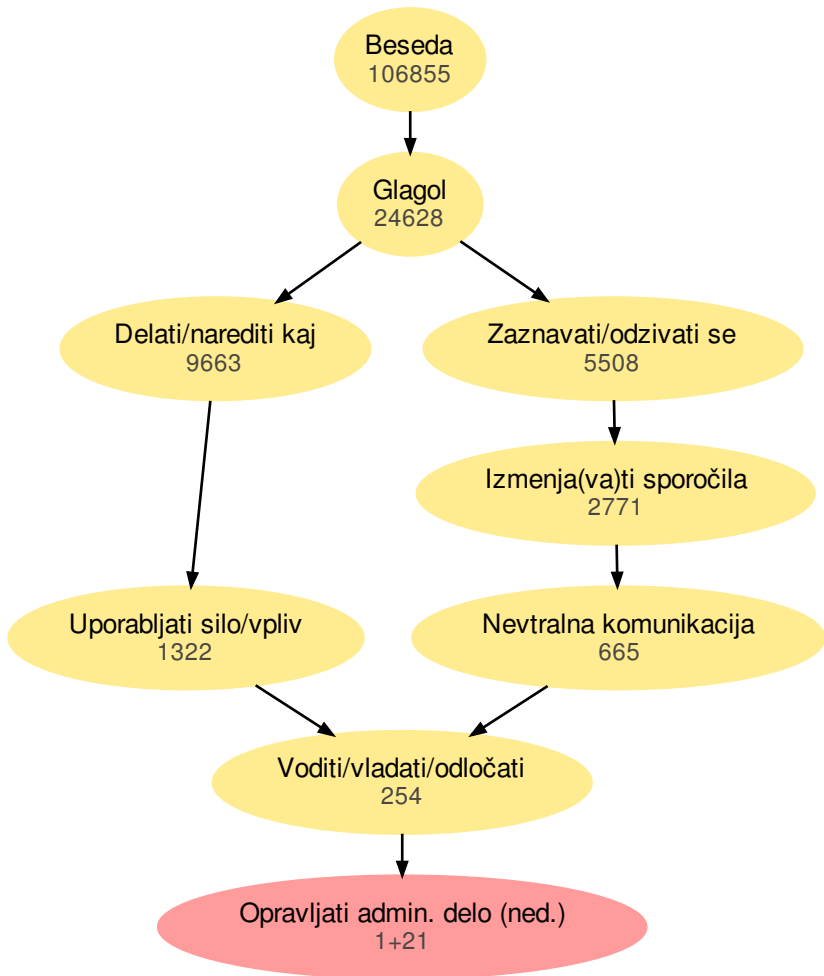 Beseda
106855
Glagol
24628
Delati/narediti kaj
9663
Zaznavati/odzivati se
5508
Izmenja(va)ti sporočila
2771
Uporabljati silo/vpliv
1322
Nevtralna komunikacija
665
Voditi/vladati/odločati
254
Opravljati admin. delo (ned.)
1+21